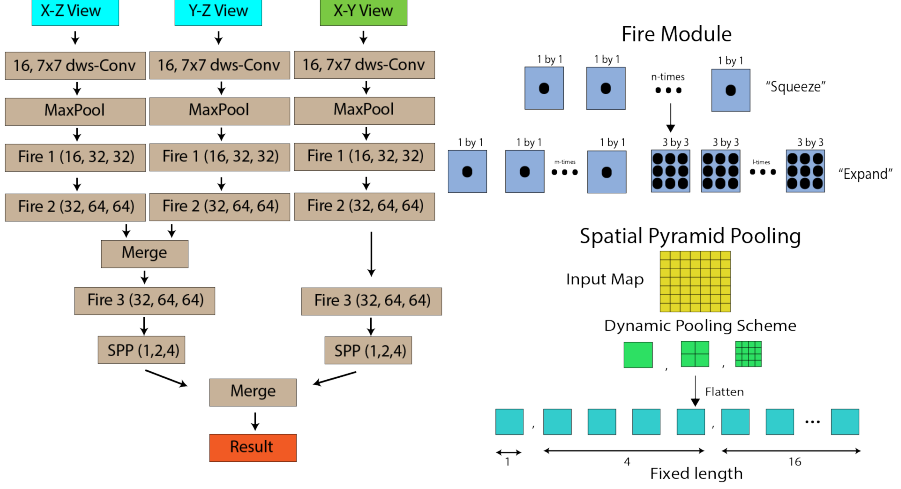 X-Z View
Y-Z View
X-Y View
16, 7x7 dws-Conv
16, 7x7 dws-Conv
16, 7x7 dws-Conv
MaxPool
MaxPool
MaxPool
Fire 1 (16, 32, 32)
Fire 1 (16, 32, 32)
Fire 1 (16, 32, 32)
Fire 2 (32, 64, 64)
Fire 2 (32, 64, 64)
Fire 2 (32, 64, 64)
Merge
Fire 3 (32, 64, 64)
Fire 3 (32, 64, 64)
SPP (1,2,4)
SPP (1,2,4)
Merge
Result
Fire Module
1 by 1
1 by 1
n-times
1 by 1
“Squeeze”
1 by 1
1 by 1
m-times
1 by 1
3 by 3
3 by 3
l-times
3 by 3
“Expand”
Spatial Pyramid Pooling
Input Map
Dynamic Pooling Scheme
, ,
Flatten
, , ...
1
4
16
Fixed length